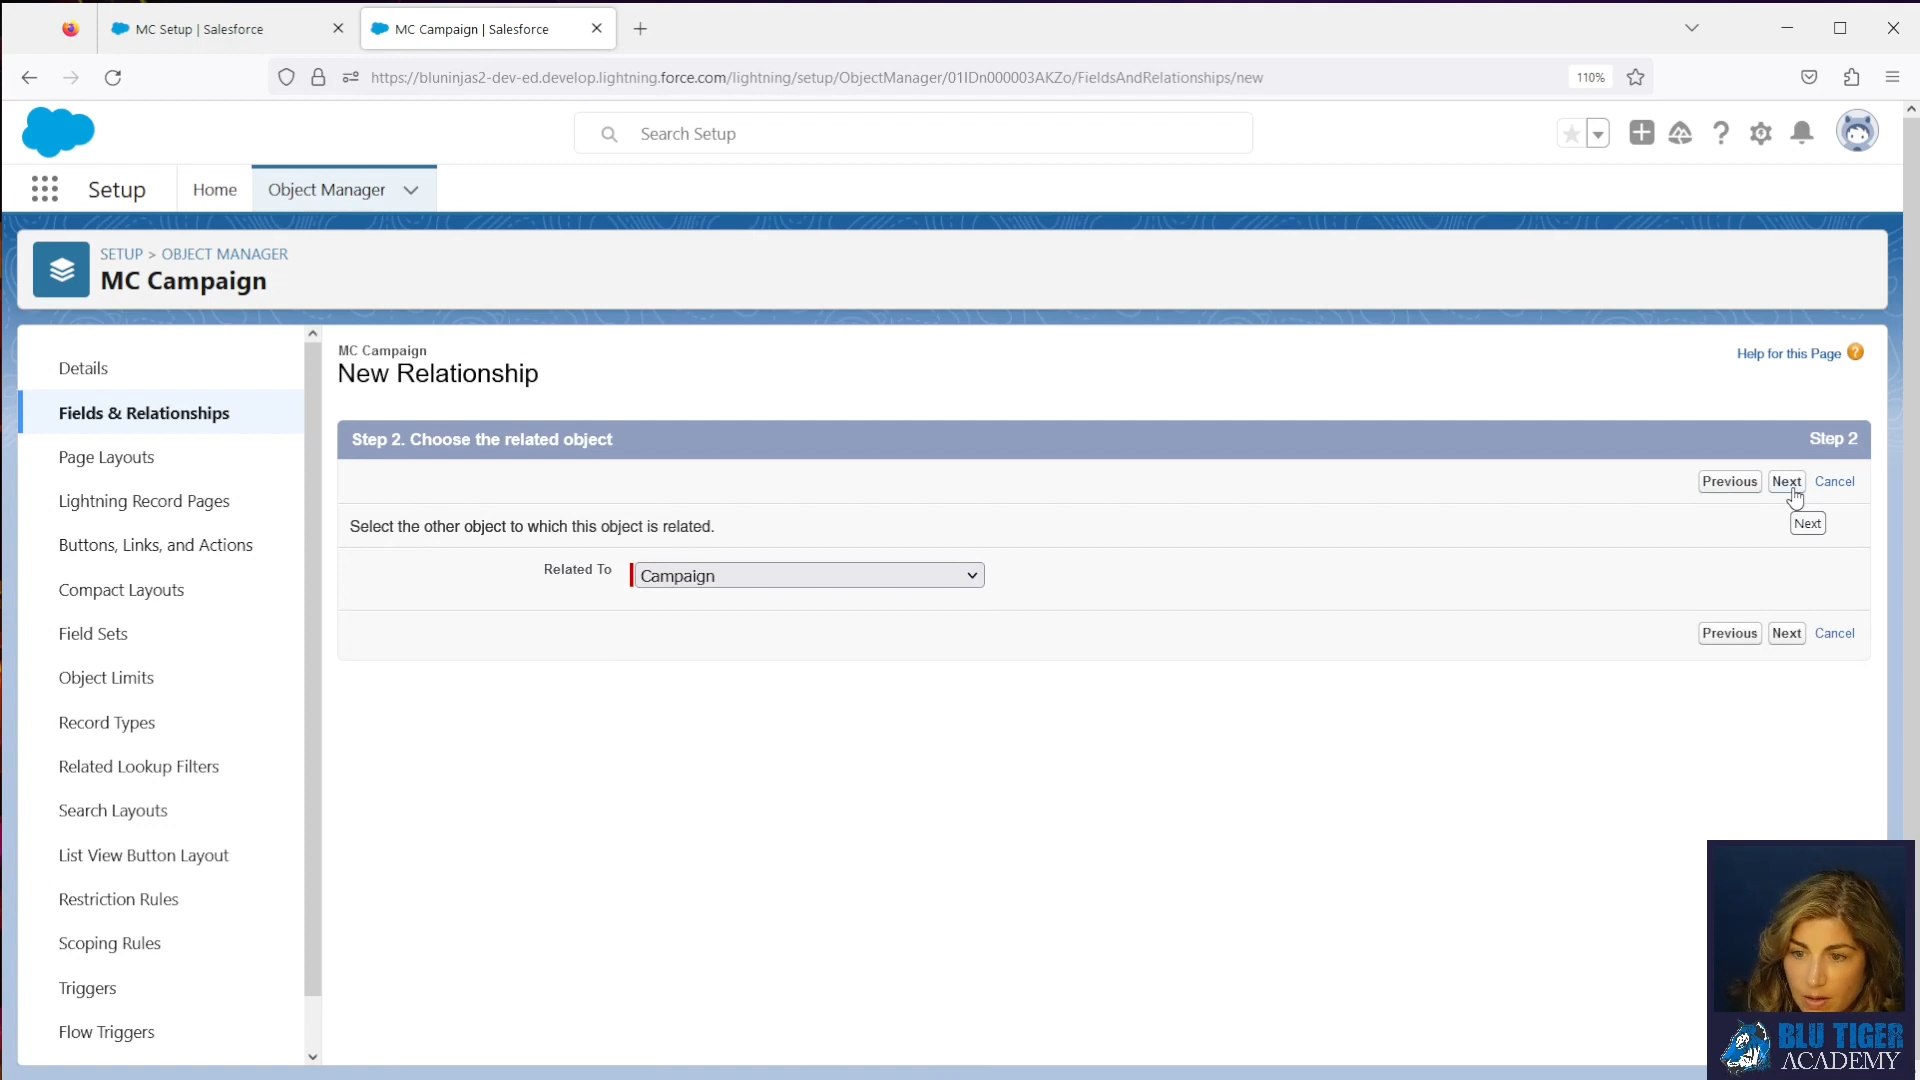 MC Setup | Salesforce
MC Campaign | Salesforce
https://bluninjas2-dev-ed.develop.lightning.force.com/lightning/setup/ObjectManager/01IDn000003AKZo/FieldsAndRelationships/new
110%
Search Setup
Setup
Home
Object Manager
SETUP > OBJECT MANAGER
MC Campaign
Details
Fields & Relationships
Page Layouts
Lightning Record Pages
Buttons, Links, and Actions
Compact Layouts
Field Sets
Object Limits
Record Types
Related Lookup Filters
Search Layouts
List View Button Layout
Restriction Rules
Scoping Rules
Triggers
Flow Triggers
MC Campaign
New Relationship
Help for this Page
Step 2. Choose the related object
Step 2
Previous Next Cancel
Next
Select the other object to which this object is related.
Related To
Campaign
Previous Next Cancel
BLU TIGER
ACADEMY